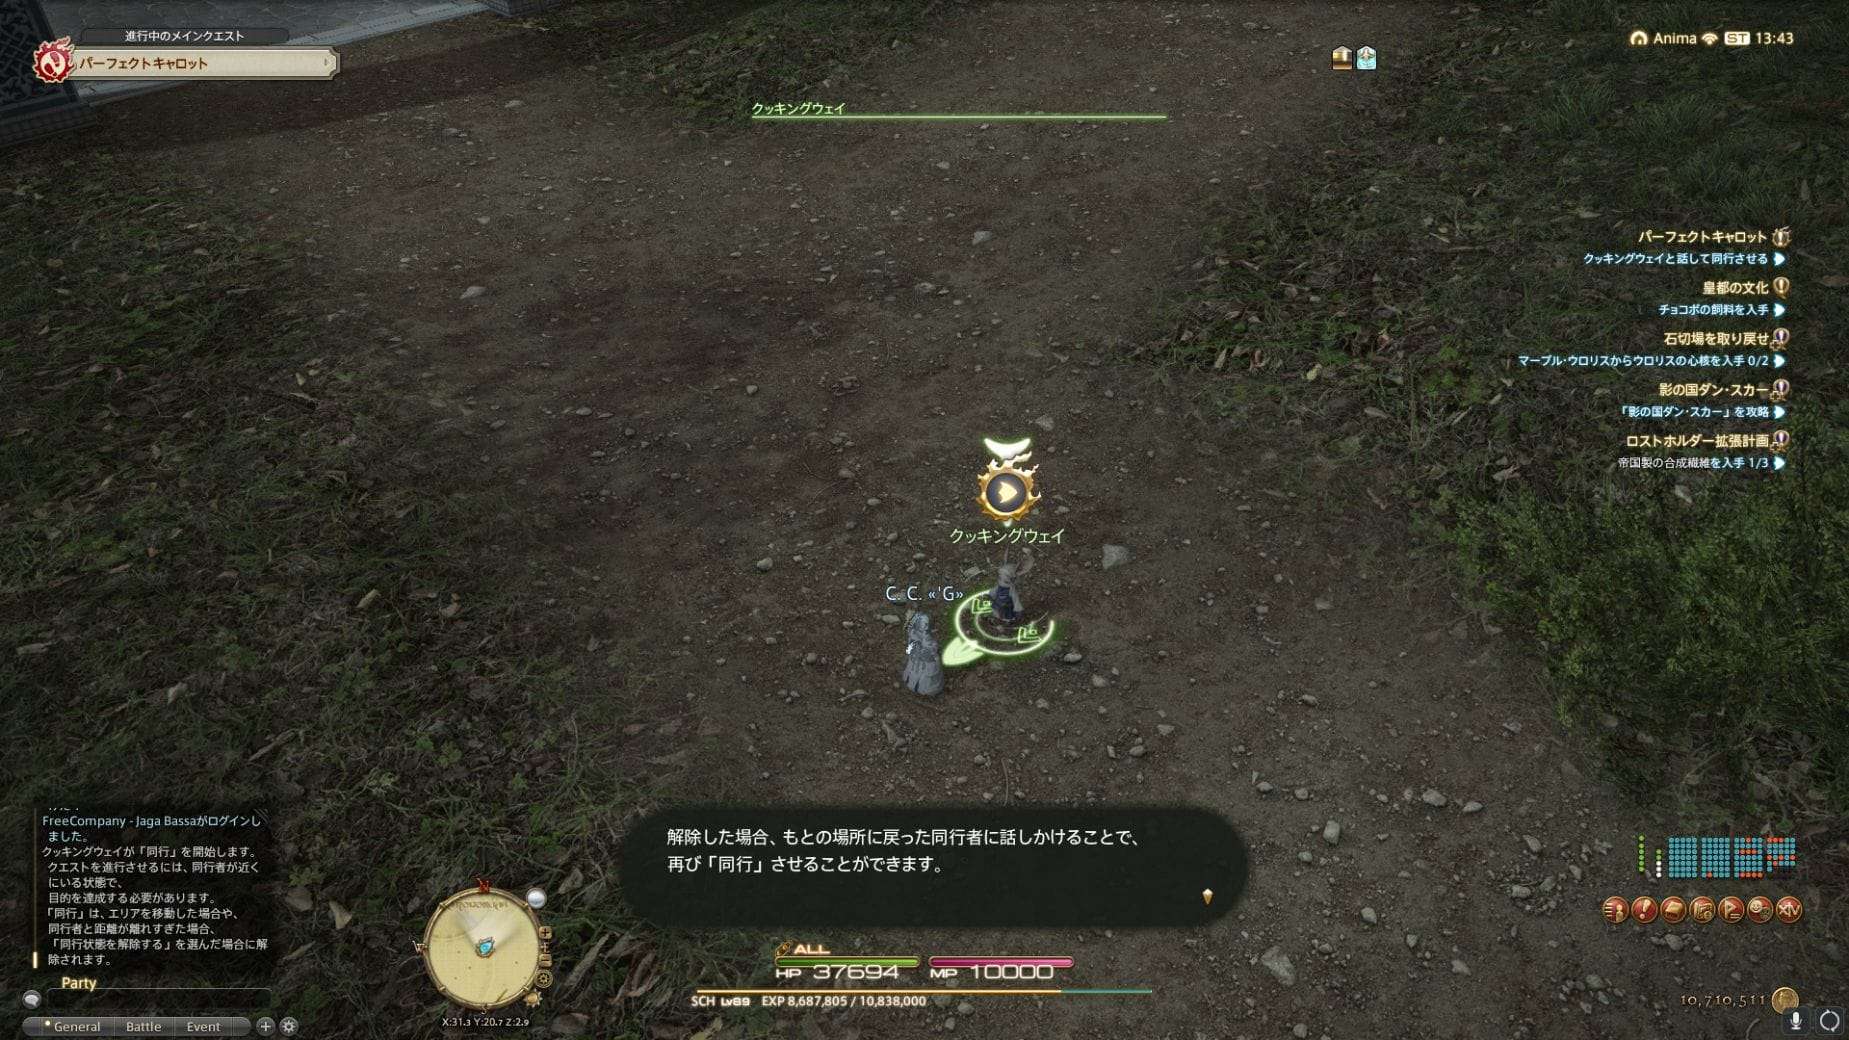 進行中のメインクエスト
パーフェクトキャロット
クッキングウェイ
Anima ST 13:43
パーフェクトキャロット
クッキングウェイと話して同行させる
皇都の文化
チョコボの飼料を入手
石切場を取り戻せ
マーブル・ウロリスからウロリスの心核を入手 0/2
影の国ダン・スカー
「影の国ダン・スカー」を攻略
ロストホルダー拡張計画
帝国製の合成繊維を入手 1/3
クッキングウェイ
C. C. «'G»
FreeCompany - Jaga Bassaがログインし
ました。
クッキングウェイが「同行」を開始します。
クエストを進行させるには、同行者が近く
にいる状態で、
目的を達成する必要があります。
「同行」は、エリアを移動した場合や、
同行者と距離が離れすぎた場合、
「同行状態を解除する」を選んだ場合に解
除されます。
Party
General Battle Event
解除した場合、もとの場所に戻った同行者に話しかけることで、
再び「同行」させることができます。
N
X:31.3 Y:20.7 Z:2.9
ALL
HP 37694 MP 10000
SCH Lv89 EXP 8,687,805 / 10,838,000
XIV
10,710,511